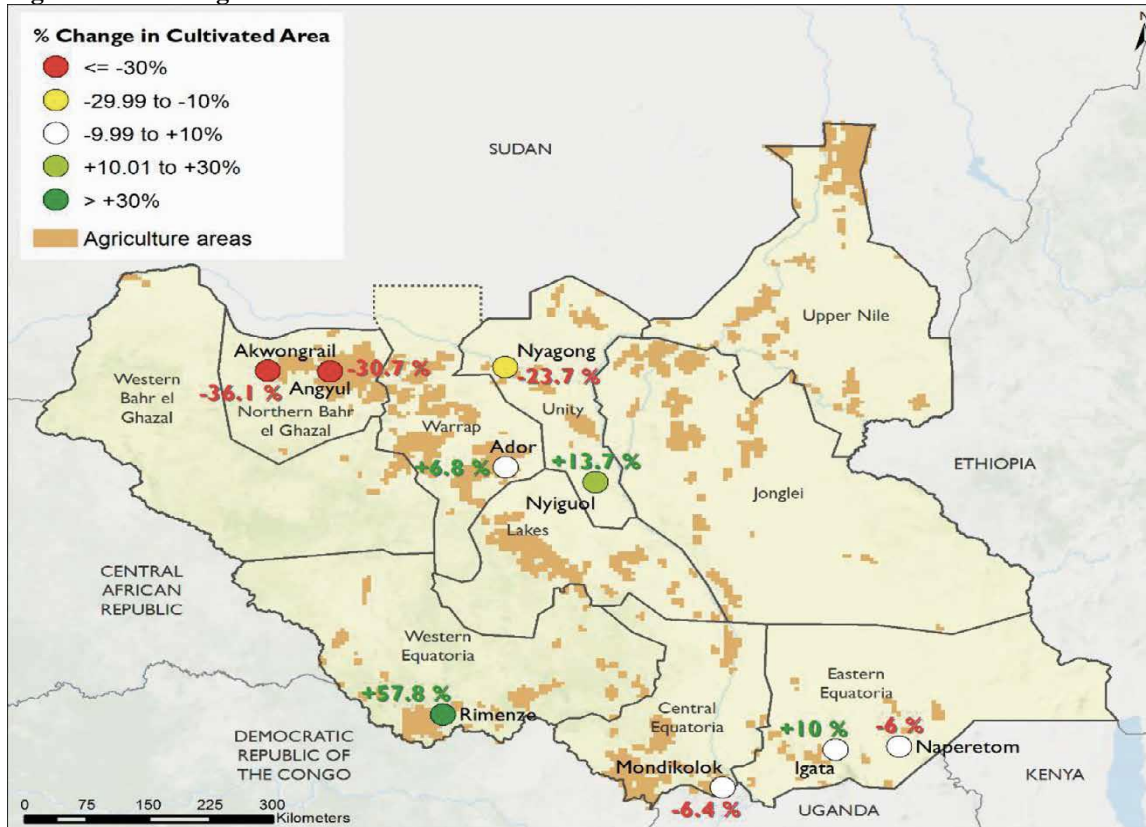 % Change in Cultivated Area
<= -30%
-29.99 to -10%
-9.99 to +10%
+10.01 to +30%
> +30%
Agriculture areas
N
SUDAN
Upper Nile
Akwongrail
Nyagong
-30.7 %
-23.7 %
-36.1 %
Angyul
Western
Bahr el
Ghazal
Northern Bahr
el Ghazal
Warrap
Unity
Ador
+6.8 %
+13.7 %
Nyiguol
Jonglei
ETHIOPIA
Lakes
CENTRAL
AFRICAN
REPUBLIC
Western
Equatoria
Eastern
Equatoria
+57.8 %
Rimenze
Central
Equatoria
+10 %
-6 %
Naperetom
Igata
DEMOCRATIC
REPUBLIC OF
THE CONGO
Mondikolok
-6.4 %
KENYA
UGANDA
0 75 150 225 300
Kilometers